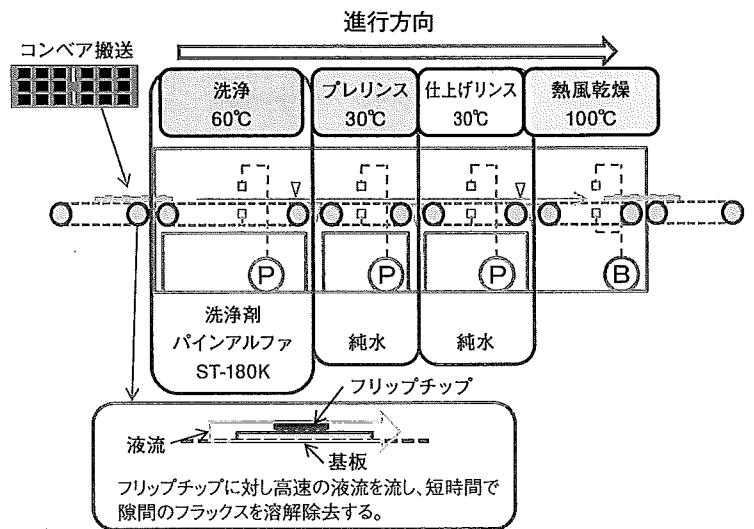 進行方向
コンベア搬送
洗浄
60℃
プレリンス
30℃
仕上げリンス
30℃
熱風乾燥
100℃
P
P
P
B
洗浄剤
パインアルファ
ST-180K
純水
純水
フリップチップ
液流
基板
フリップチップに対し高速の液流を流し、短時間で
隙間のフラックスを溶解除去する。